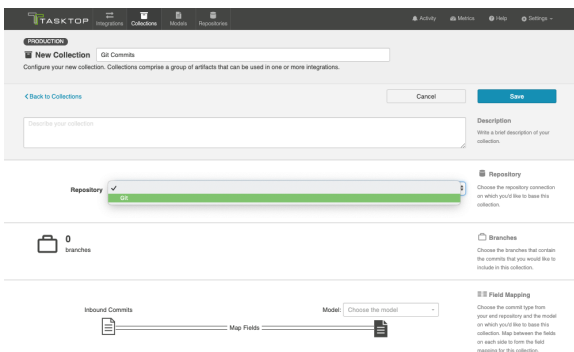 TASKTOP
Integrations
Collections
Models
Repositories
Activity
Metrics
Help
Settings
PRODUCTION
New Collection
Git Commits
Configure your new collection. Collections comprise a group of artifacts that can be used in one or more integrations.
Back to Collections
Cancel
Save
Describe your collection
Description
Write a brief description of your
collection.
Repository
Git
Repository
Choose the repository connection
on which you'd like to base this
collection.
0
branches
Branches
Choose the branches that contain
the commits that you would like to
include in this collection.
Inbound Commits
Map Fields
Model:
Choose the model
Field Mapping
Choose the commit type from
your end repository and the model
on which you'd like to base this
collection. Map between the fields
on each side to form the field
mapping for this collection.